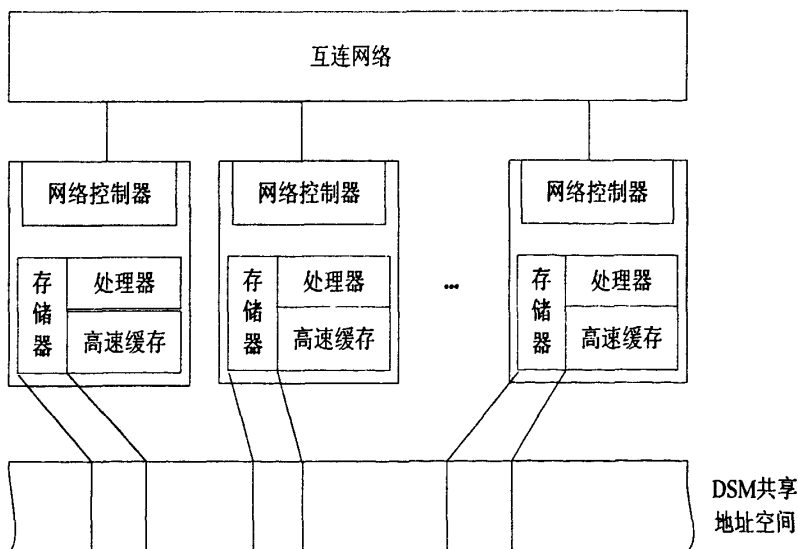 互连网络
网络控制器
网络控制器
网络控制器
存储器
处理器
高速缓存
存储器
处理器
高速缓存
...
存储器
处理器
高速缓存
DSM共享
地址空间